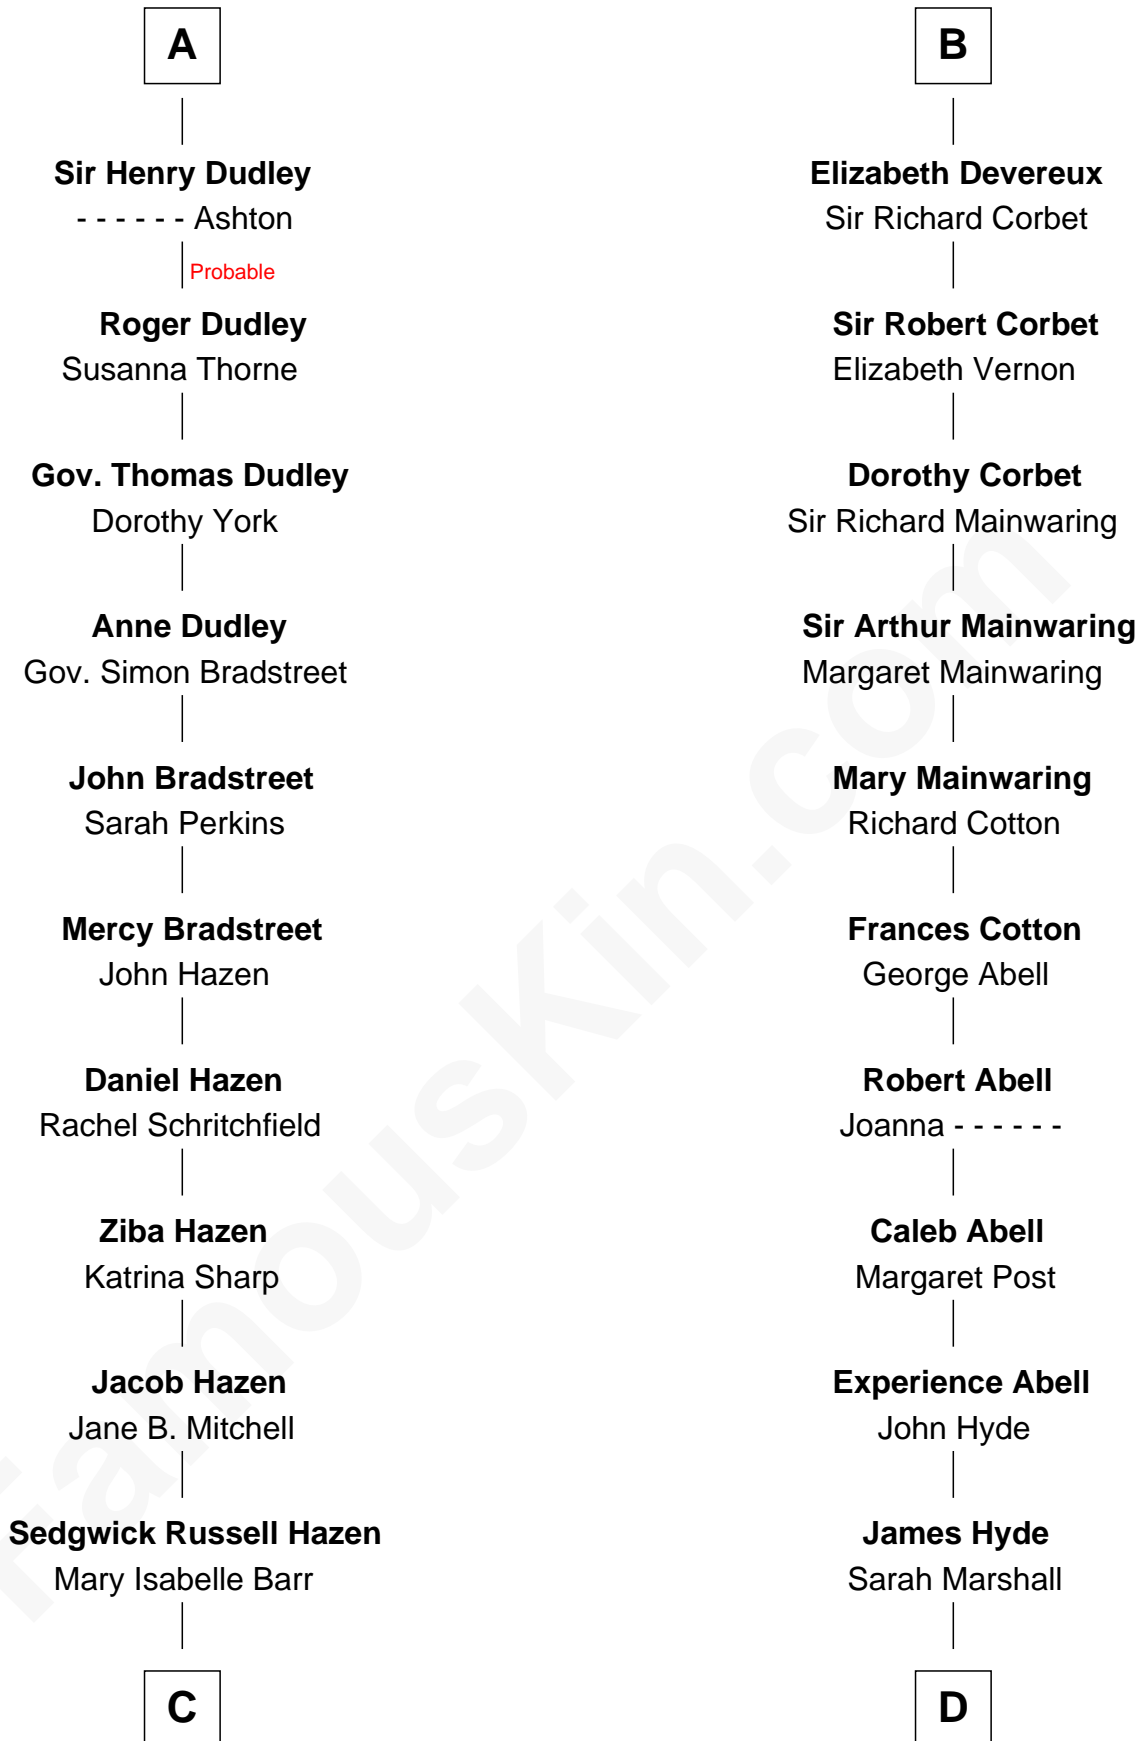 A
Sir Henry Dudley
- - - - - - Ashton
Probable
Roger Dudley
Susanna Thorne
Gov. Thomas Dudley
Dorothy York
Anne Dudley
Gov. Simon Bradstreet
John Bradstreet
Sarah Perkins
Mercy Bradstreet
John Hazen
Daniel Hazen
Rachel Schritchfield
Ziba Hazen
Katrina Sharp
Jacob Hazen
Jane B. Mitchell
Sedgwick Russell Hazen
Mary Isabelle Barr
C
B
Elizabeth Devereux
Sir Richard Corbet
Sir Robert Corbet
Elizabeth Vernon
Dorothy Corbet
Sir Richard Mainwaring
Sir Arthur Mainwaring
Margaret Mainwaring
Mary Mainwaring
Richard Cotton
Frances Cotton
George Abell
Robert Abell
Joanna - - - - - -
Caleb Abell
Margaret Post
Experience Abell
John Hyde
James Hyde
Sarah Marshall
D
FamousKin.com